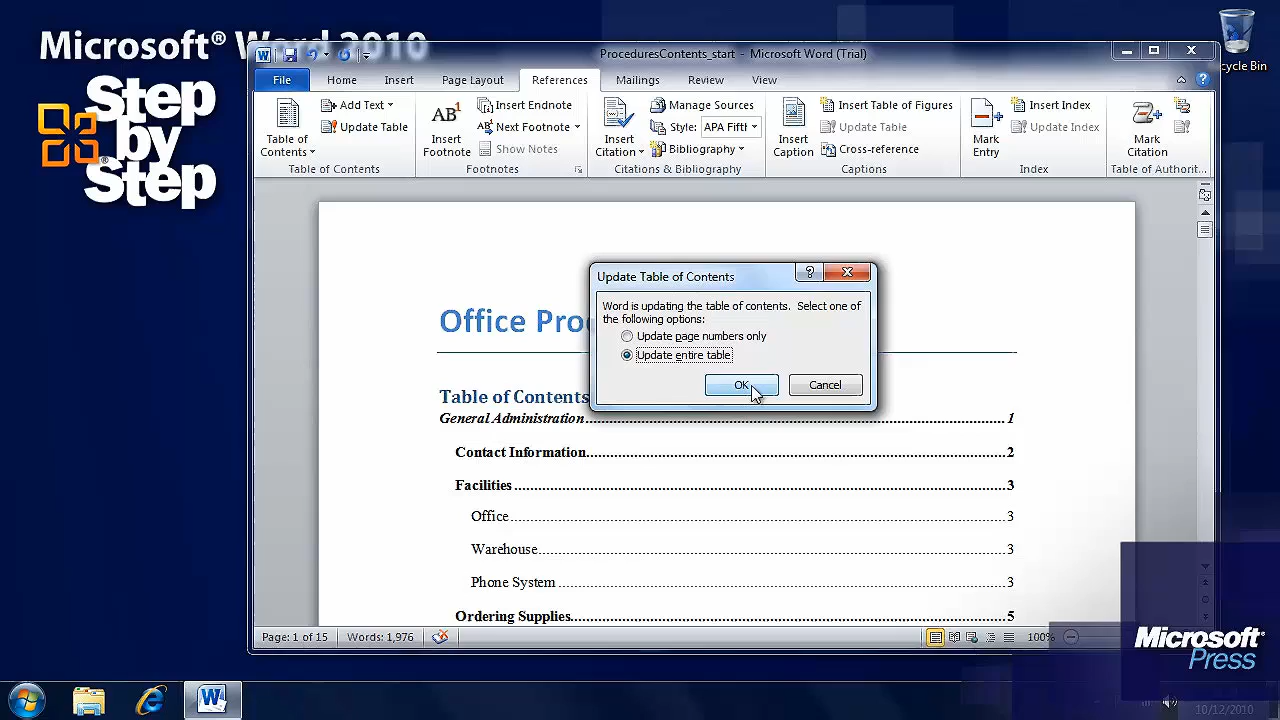 Microsoft® Word 2010
Step
by
Step®
ProceduresContents_start - Microsoft Word (Trial)
File Home Insert Page Layout References Mailings Review View
Table of Contents
Add Text
Update Table
Table of Contents
AB¹
Insert Footnote
Insert Endnote
Next Footnote
Show Notes
Footnotes
Insert Citation
Manage Sources
Style: APA Fift
Bibliography
Citations & Bibliography
Insert Caption
Insert Table of Figures
Update Table
Cross-reference
Captions
Mark Entry
Insert Index
Update Index
Index
Mark Citation
Table of Authorit...
Recycle Bin
Office Proc
Update Table of Contents
Word is updating the table of contents. Select one of
the following options:
Update page numbers only
Update entire table
OK Cancel
Table of Contents
General Administration 1
Contact Information 2
Facilities 3
Office 3
Warehouse 3
Phone System 3
Ordering Supplies 5
Page: 1 of 15 Words: 1,976 100%
Microsoft®
Press
10/12/2010